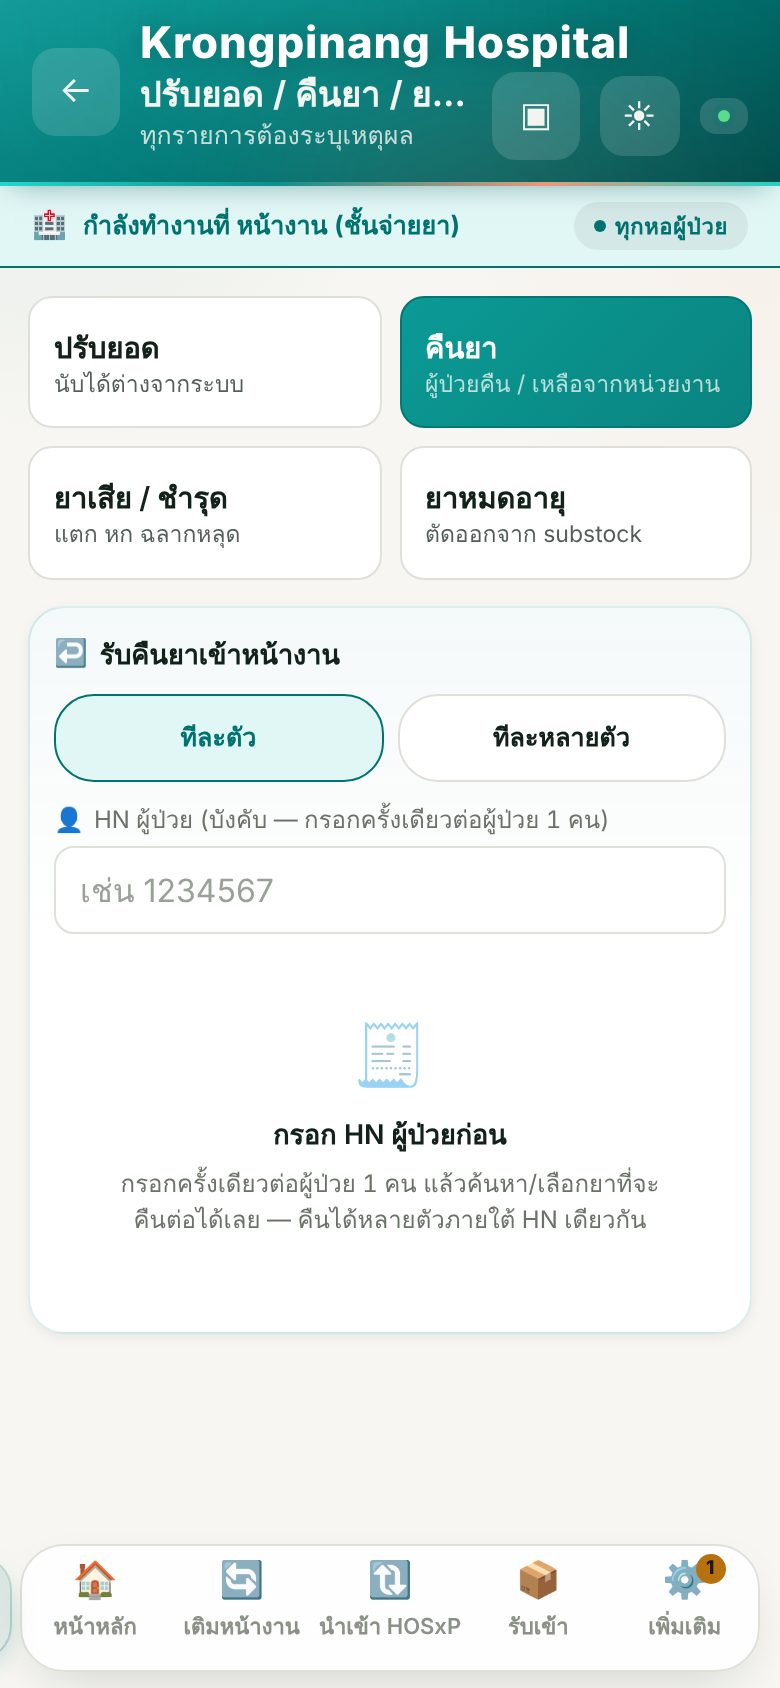 Krongpinang Hospital
ปรับยอด / คืนยา / ย...
ทุกรายการต้องระบุเหตุผล
กำลังทำงานที่ หน้างาน (ชั้นจ่ายยา)
ทุกหอผู้ป่วย
ปรับยอด
นับได้ต่างจากระบบ
คืนยา
ผู้ป่วยคืน / เหลือจากหน่วยงาน
ยาเสีย / ชำรุด
แตก หก ฉลากหลุด
ยาหมดอายุ
ตัดออกจาก substock
รับคืนยาเข้าหน้างาน
ทีละตัว
ทีละหลายตัว
HN ผู้ป่วย (บังคับ — กรอกครั้งเดียวต่อผู้ป่วย 1 คน)
เช่น 1234567
กรอก HN ผู้ป่วยก่อน
กรอกครั้งเดียวต่อผู้ป่วย 1 คน แล้วค้นหา/เลือกยาที่จะ
คืนต่อได้เลย — คืนได้หลายตัวภายใต้ HN เดียวกัน
1
หน้าหลัก
เติมหน้างาน
นำเข้า HOSxP
รับเข้า
เพิ่มเติม